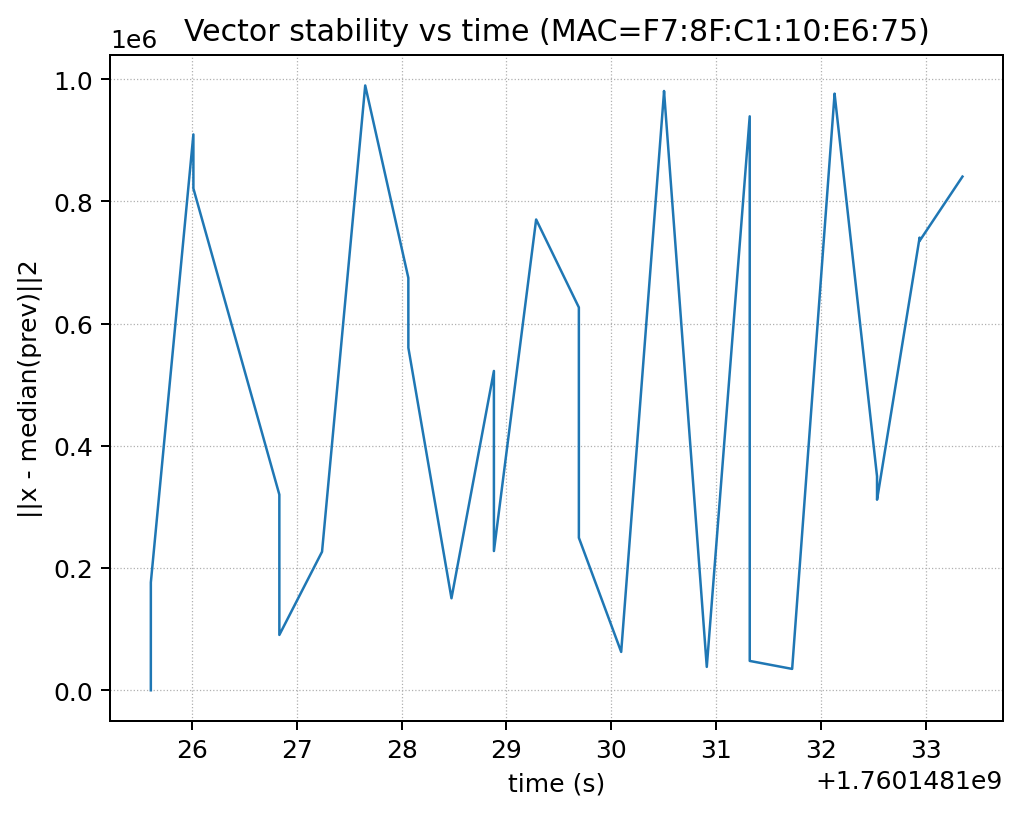 Vector stability vs time (MAC=F7:8F:C1:10:E6:75)
1e6
1.0
0.8
0.6
0.4
0.2
0.0
||x - median(prev)||2
26 27 28 29 30 31 32 33
time (s)
+1.7601481e9